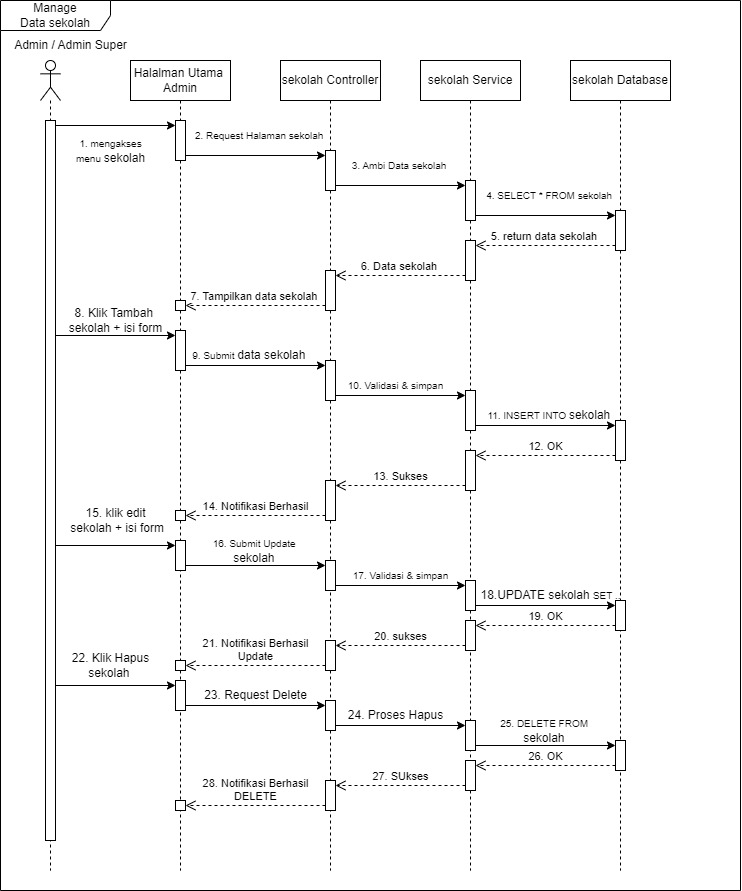 Manage
Data sekolah
Admin / Admin Super
Halalman Utama
Admin
sekolah Controller
sekolah Service
sekolah Database
1. mengakses
menu sekolah
2. Request Halaman sekolah
3. Ambi Data sekolah
4. SELECT * FROM sekolah
5. return data sekolah
6. Data sekolah
7. Tampilkan data sekolah
8. Klik Tambah
sekolah + isi form
9. Submit data sekolah
10. Validasi & simpan
11. INSERT INTO sekolah
12. OK
13. Sukses
14. Notifikasi Berhasil
15. klik edit
sekolah + isi form
16. Submit Update
sekolah
17. Validasi & simpan
18.UPDATE sekolah SET ..
19. OK
20. sukses
21. Notifikasi Berhasil
Update
22. Klik Hapus
sekolah
23. Request Delete
24. Proses Hapus
25. DELETE FROM
sekolah
26. OK
27. SUkses
28. Notifikasi Berhasil
DELETE